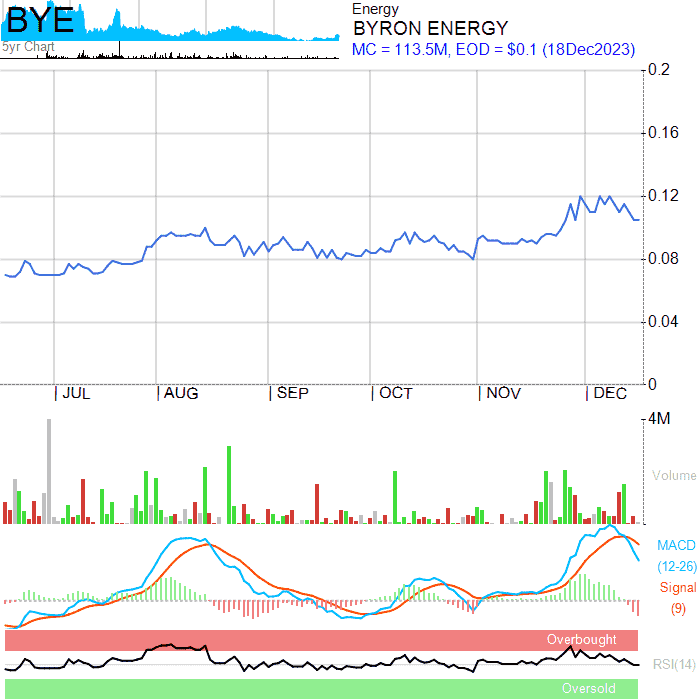 BYE
5yr Chart
Energy
BYRON ENERGY
MC = 113.5M, EOD = $0.1 (18Dec2023)
0.2
0.16
0.12
0.08
0.04
0
| JUL | AUG | SEP | OCT | NOV | DEC
4M
Volume
MACD
(12-26)
Signal
(9)
Overbought
RSI(14)
Oversold